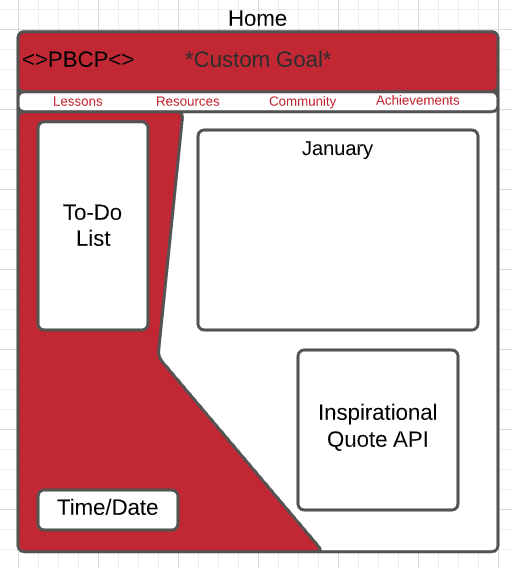 Home
<>PBCP<> *Custom Goal*
Lessons Resources Community Achievements
January
To-Do
List
Inspirational
Quote API
Time/Date